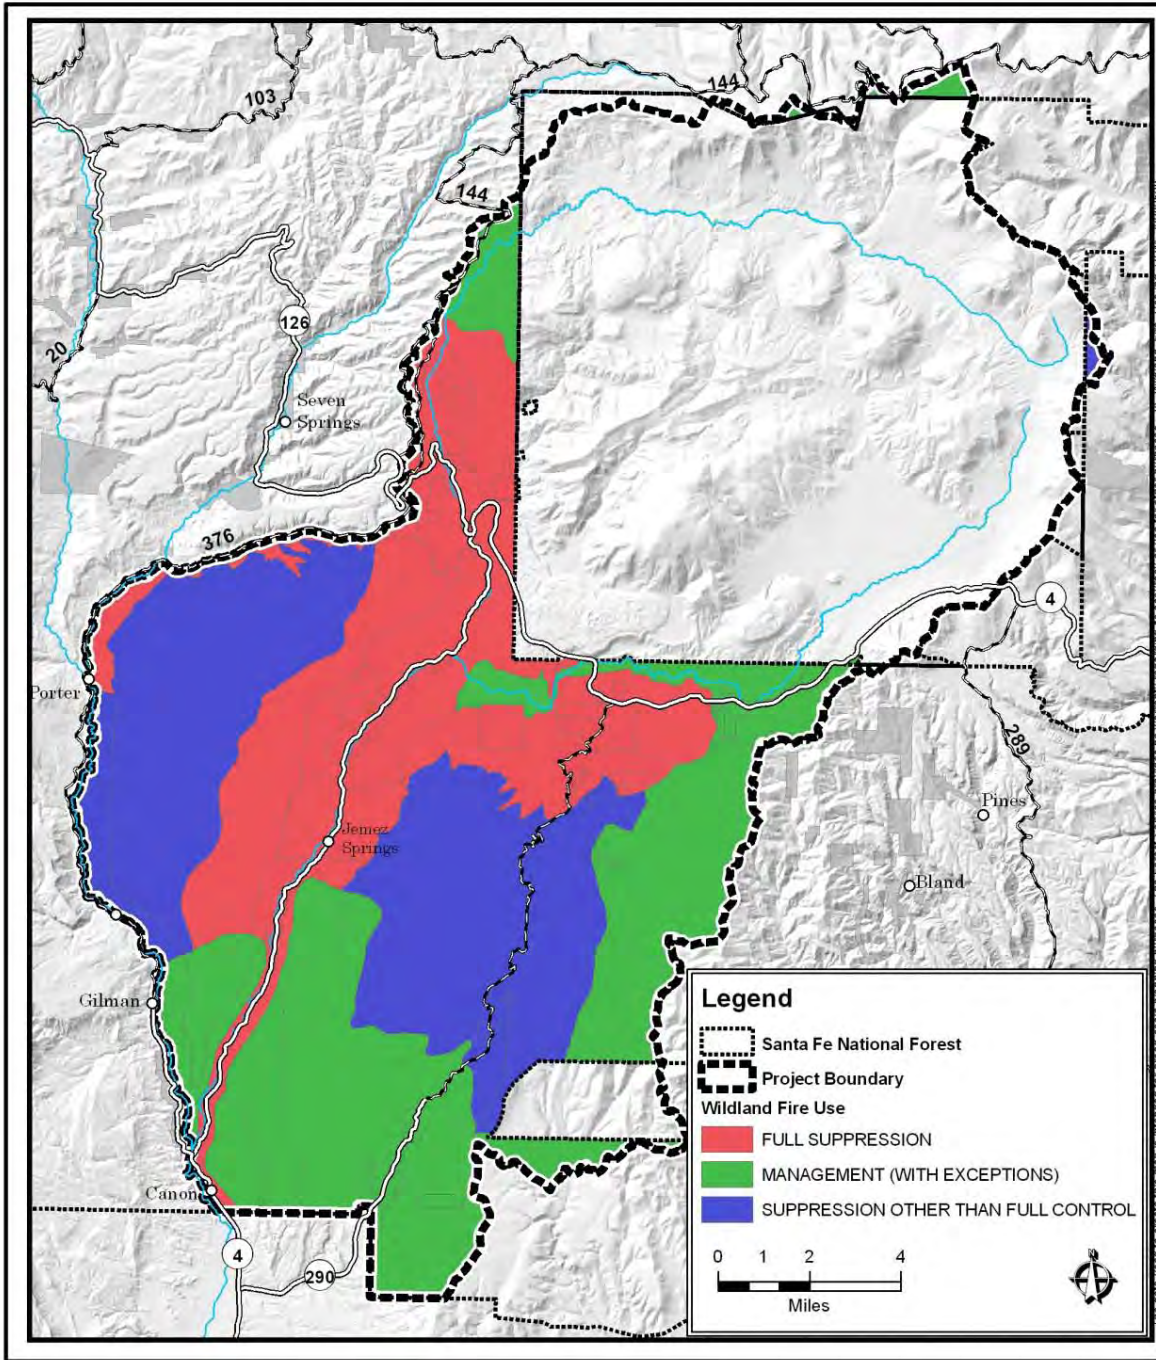 144
103
144
126
20
Seven
Springs
376
4
Porter
289
Pines
Jemez
Springs
Bland
Gilman
Canon
4
290
Legend
Santa Fe National Forest
Project Boundary
Wildland Fire Use
FULL SUPPRESSION
MANAGEMENT (WITH EXCEPTIONS)
SUPPRESSION OTHER THAN FULL CONTROL
0 1 2 4
Miles